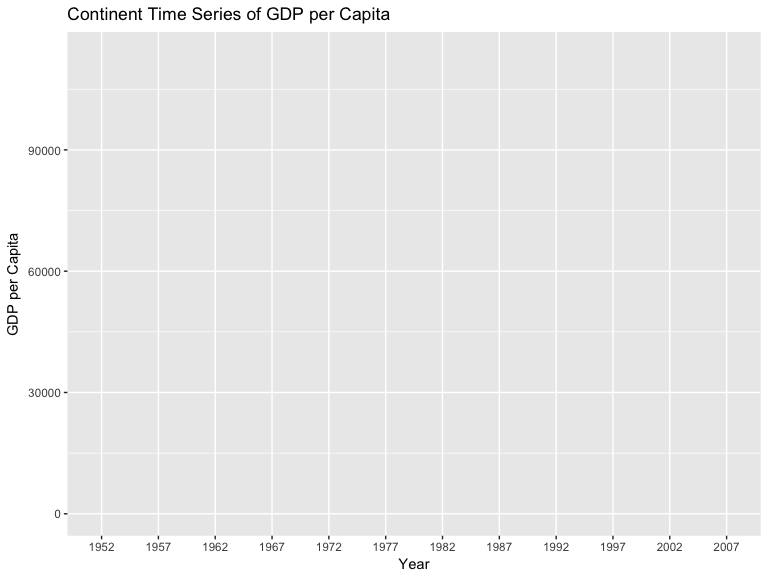 Continent Time Series of GDP per Capita
GDP per Capita
90000
60000
30000
0
1952 1957 1962 1967 1972 1977 1982 1987 1992 1997 2002 2007
Year